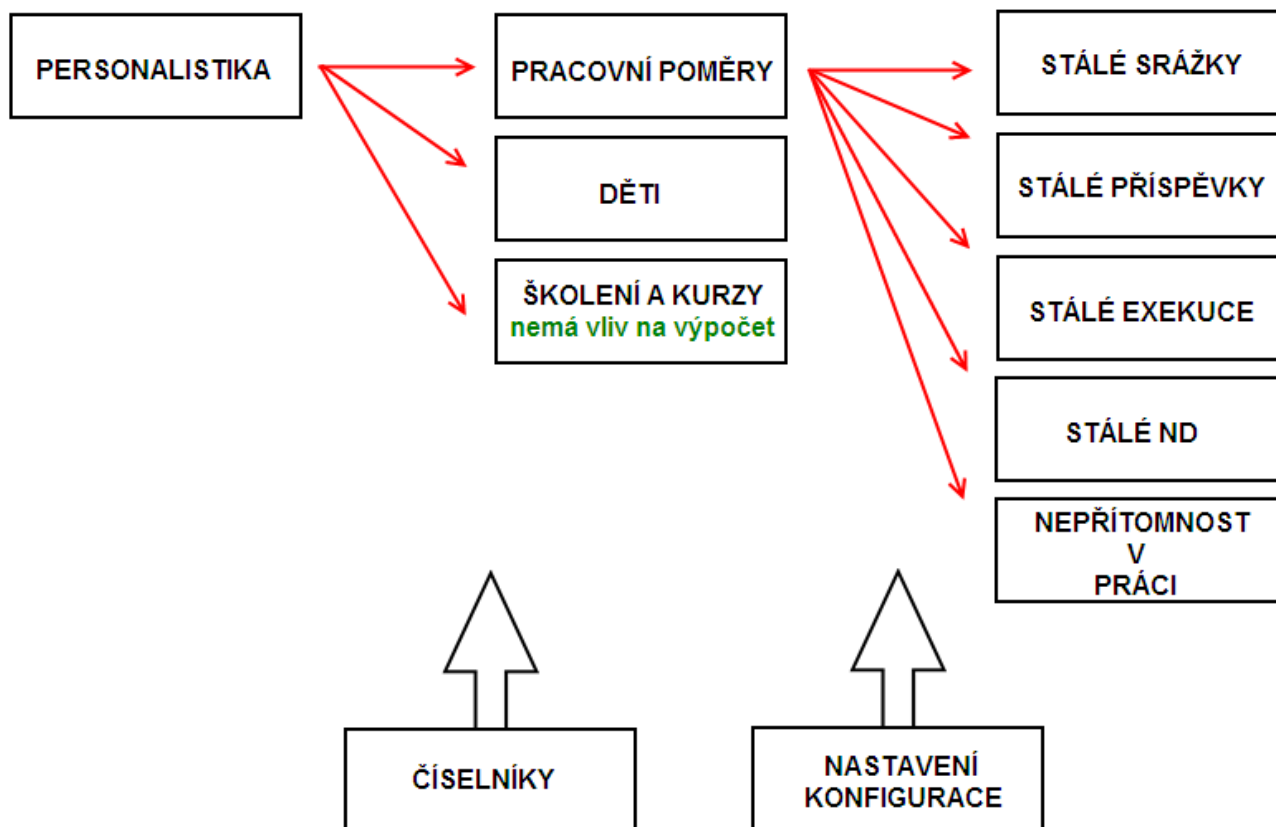 PERSONALISTIKA
PRACOVNÍ POMĚRY
DĚTI
ŠKOLENÍ A KURZY
nemá vliv na výpočet
STÁLÉ SRÁŽKY
STÁLÉ PŘÍSPĚVKY
STÁLÉ EXEKUCE
STÁLÉ ND
NEPŘÍTOMNOST
V
PRÁCI
ČÍSELNÍKY
NASTAVENÍ
KONFIGURACE